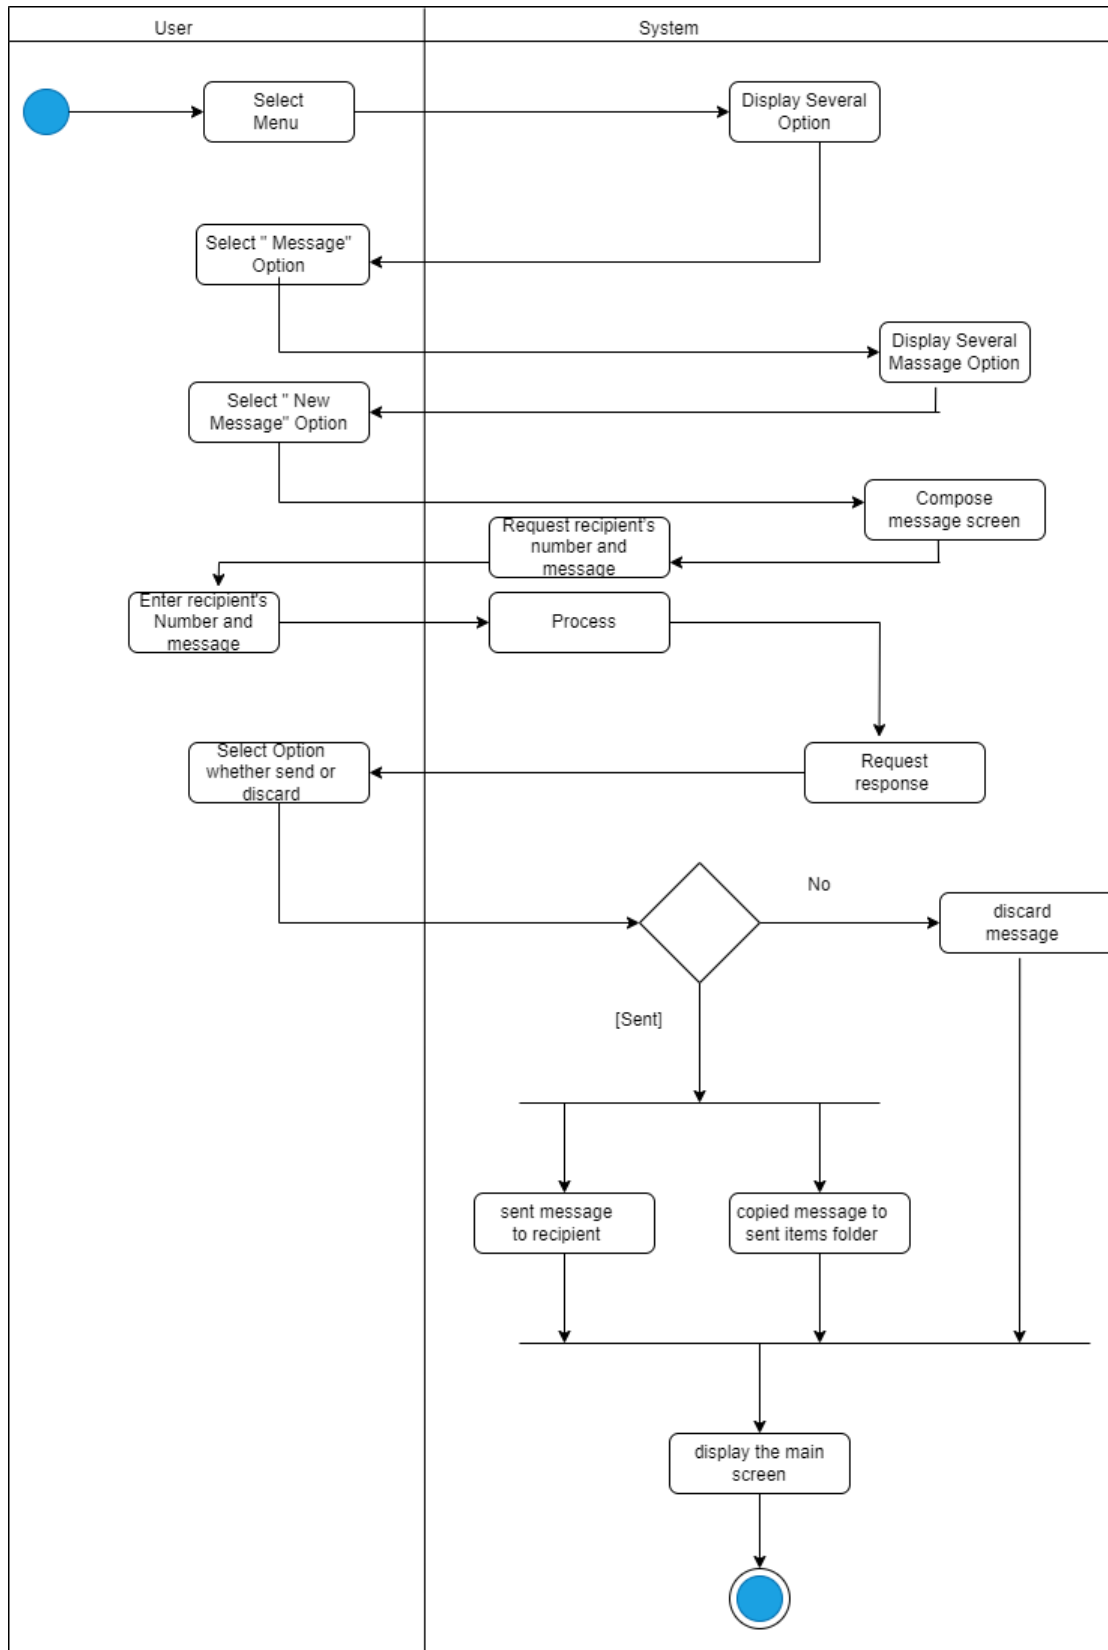 User
System
Select
Menu
Display Several
Option
Select " Message"
Option
Display Several
Massage Option
Select " New
Message" Option
Compose
message screen
Request recipient's
number and
message
Enter recipient's
Number and
message
Process
Select Option
whether send or
discard
Request
response
No
discard
message
[Sent]
sent message
to recipient
copied message to
sent items folder
display the main
screen